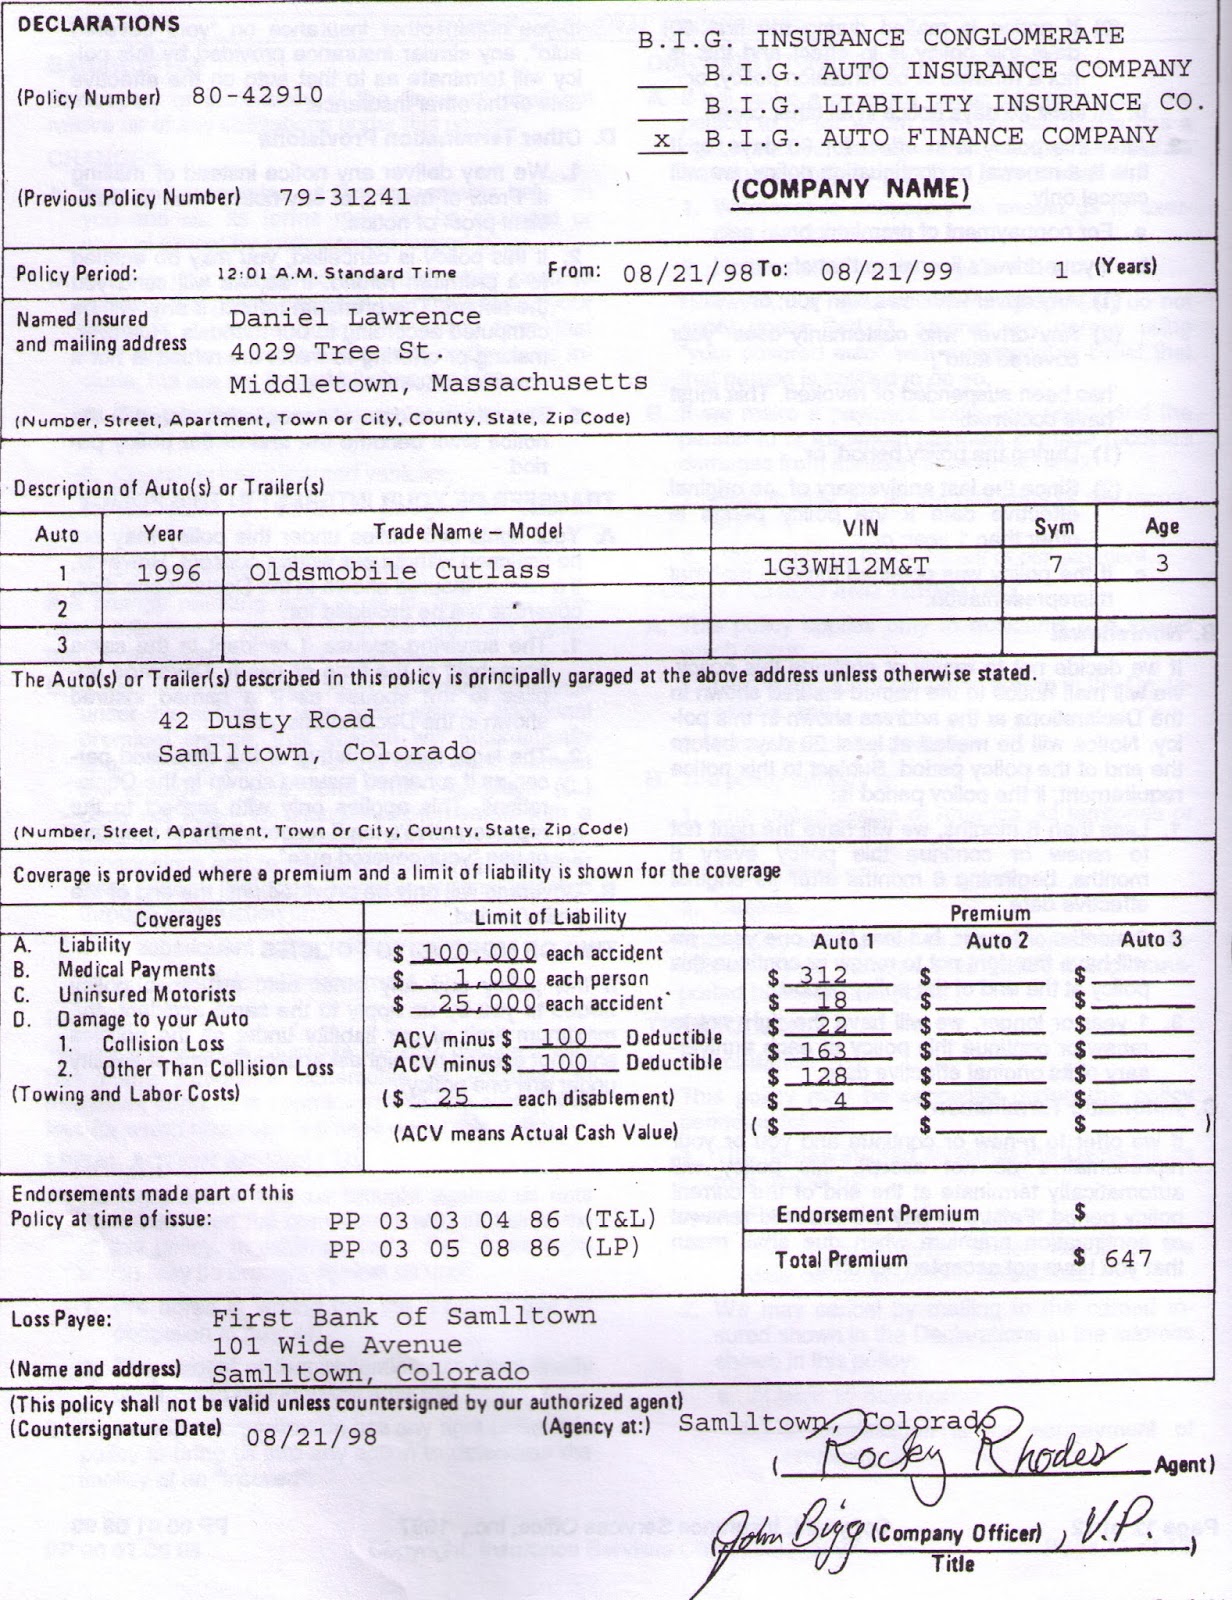 DECLARATIONS
B.I.G. INSURANCE CONGLOMERATE
B.I.G. AUTO INSURANCE COMPANY
(Policy Number) 80-42910
B.I.G. LIABILITY INSURANCE CO.
x B.I.G. AUTO FINANCE COMPANY
(Previous Policy Number) 79-31241
(COMPANY NAME)
Policy Period: 12:01 A.M. Standard Time From: 08/21/98 To: 08/21/99 1 (Years)
Named Insured Daniel Lawrence
and mailing address 4029 Tree St.
Middletown, Massachusetts
(Number, Street, Apartment, Town or City, County, State, Zip Code)
Description of Auto(s) or Trailer(s)
Auto Year Trade Name - Model VIN Sym Age
1 1996 Oldsmobile Cutlass 1G3WH12M&T 7 3
2
3
The Auto(s) or Trailer(s) described in this policy is principally garaged at the above address unless otherwise stated.
42 Dusty Road
Samlltown, Colorado
(Number, Street, Apartment, Town or City, County, State, Zip Code)
Coverage is provided where a premium and a limit of liability is shown for the coverage
Coverages Limit of Liability Premium
Auto 1 Auto 2 Auto 3
A. Liability $ 100,000 each accident $ 312 $ $
B. Medical Payments $ 1,000 each person $ 18 $ $
C. Uninsured Motorists $ 25,000 each accident $ 22 $ $
D. Damage to your Auto
1. Collision Loss ACV minus $ 100 Deductible $ 163 $ $
2. Other Than Collision Loss ACV minus $ 100 Deductible $ 128 $ $
(Towing and Labor Costs) ($ 25 each disablement) $ 4 $ $
(ACV means Actual Cash Value) ($ $ $ )
Endorsements made part of this
Policy at time of issue: PP 03 03 04 86 (T&L)
Endorsement Premium $
PP 03 05 08 86 (LP)
Total Premium $ 647
Loss Payee: First Bank of Samlltown
101 Wide Avenue
(Name and address) Samlltown, Colorado
(This policy shall not be valid unless countersigned by our authorized agent)
(Countersignature Date) 08/21/98 (Agency at:) Samlltown, Colorado
( Rocky Rhodes Agent)
(John Bigg (Company Officer) V.P. )
Title